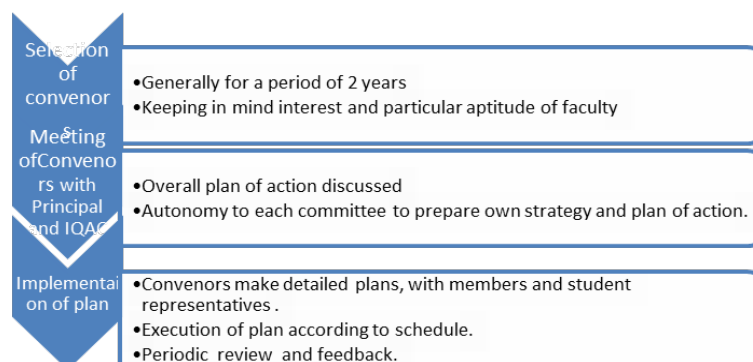 Selection
of
convenor
s
•Generally for a period of 2 years
•Keeping in mind interest and particular aptitude of faculty
Meeting
ofConveno
rs with
Principal
and IQAC
•Overall plan of action discussed
•Autonomy to each committee to prepare own strategy and plan of action.
Implementai
on of plan
•Convenors make detailed plans, with members and student
representatives .
•Execution of plan according to schedule.
•Periodic review and feedback.